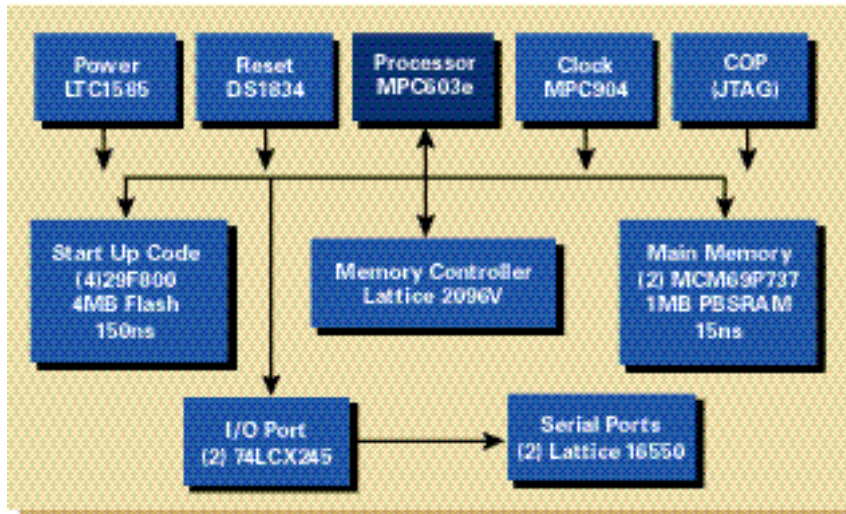 Power
LTC1585
Reset
DS1834
Processor
MPC603e
Clock
MPC904
COP
(JTAG)
Start Up Code
(4)29F800
4MB Flash
150ns
Memory Controller
Lattice 2096V
Main Memory
(2) MCM69P737
1MB PBSRAM
15ns
I/O Port
(2) 74LCX245
Serial Ports
(2) Lattice 16550